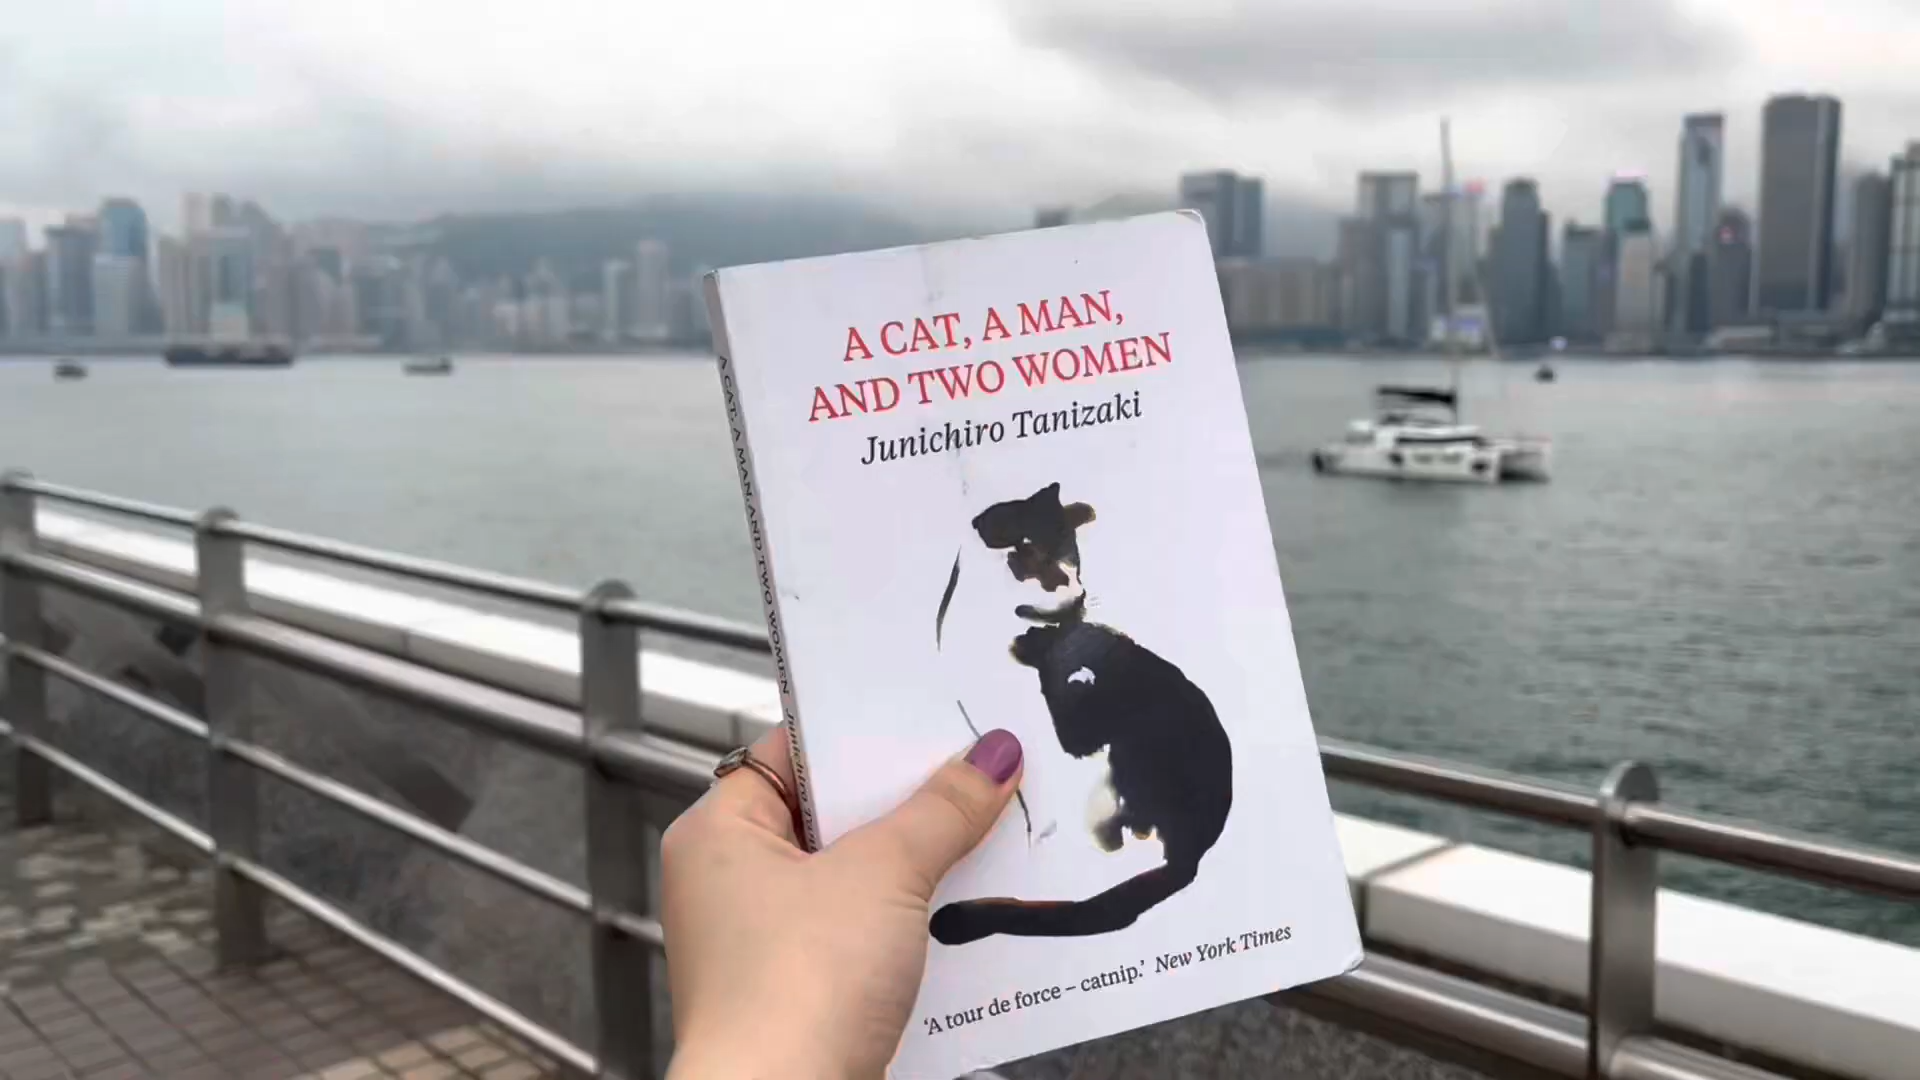 A CAT, A MAN,
AND TWO WOMEN
Junichiro Tanizaki
'A tour de force – catnip.' New York Times
A CAT, A MAN, AND TWO WOMEN Junichiro